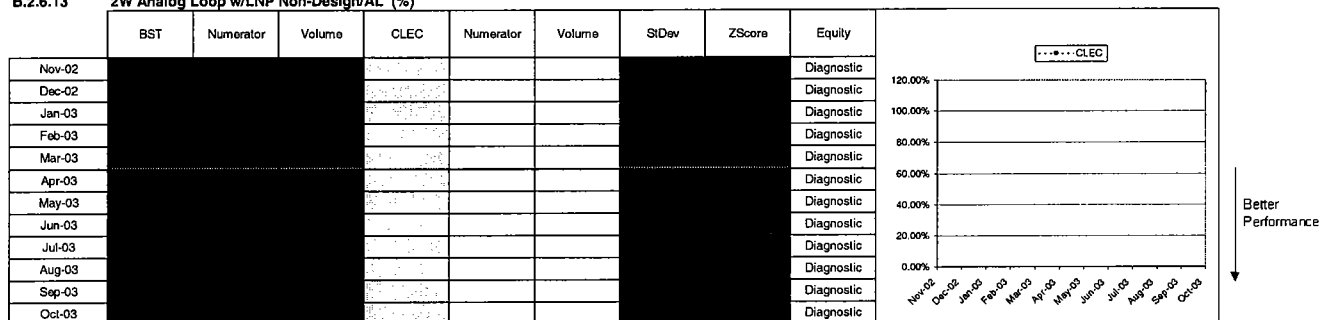 B.2.6.13 2W Analog Loop w/LNP Non-Design/AL (%)
BST Numerator Volume CLEC Numerator Volume StDev ZScore Equity
Nov-02 Diagnostic
Dec-02 Diagnostic
Jan-03 Diagnostic
Feb-03 Diagnostic
Mar-03 Diagnostic
Apr-03 Diagnostic
May-03 Diagnostic
Jun-03 Diagnostic
Jul-03 Diagnostic
Aug-03 Diagnostic
Sep-03 Diagnostic
Oct-03 Diagnostic
CLEC
120.00%
100.00%
80.00%
60.00%
40.00%
20.00%
0.00%
Nov-02 Dec-02 Jan-03 Feb-03 Mar-03 Apr-03 May-03 Jun-03 Jul-03 Aug-03 Sep-03 Oct-03
Better
Performance